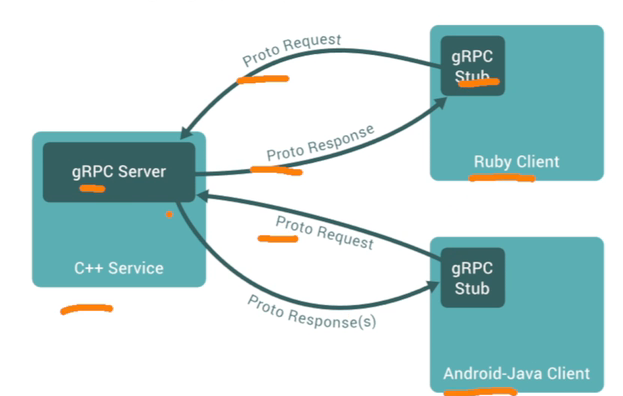 Proto Request
gRPC
Stub
Ruby Client
Proto Response
gRPC Server
C++ Service
Proto Request
gRPC
Stub
Proto Response(s)
Android-Java Client